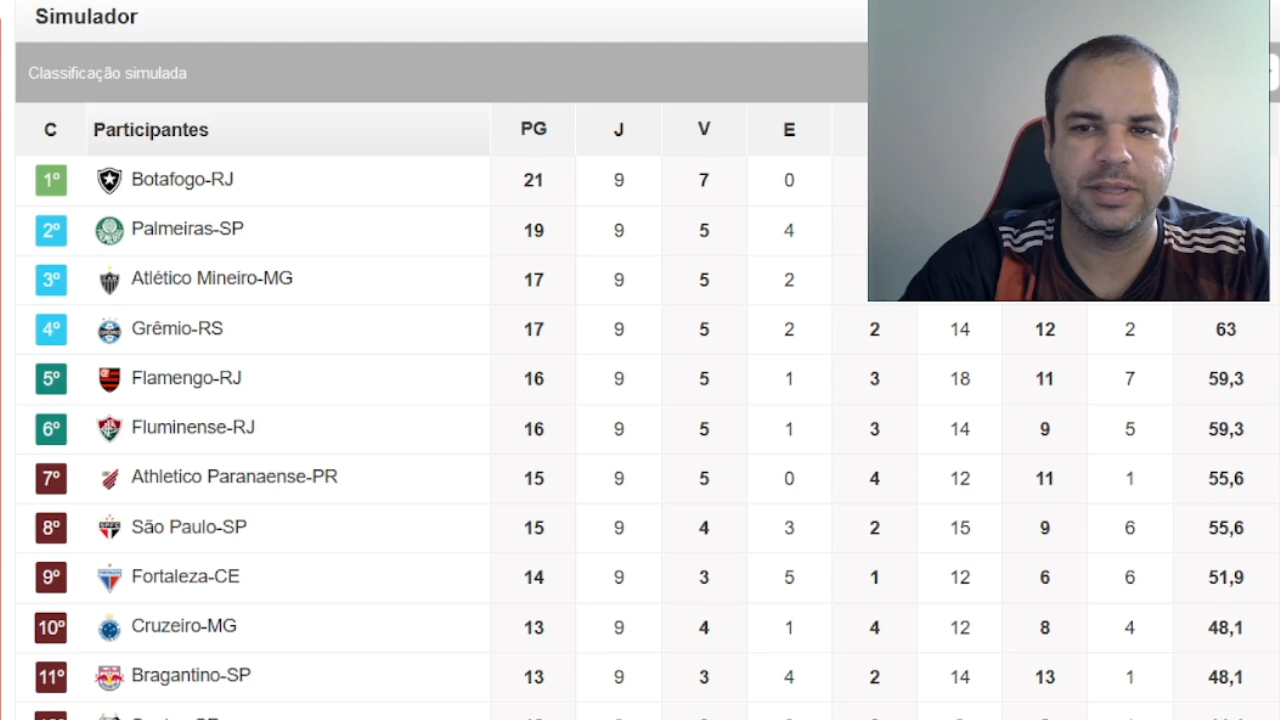 Simulador
Classificação simulada
C Participantes PG J V E
1º Botafogo-RJ 21 9 7 0
2º Palmeiras-SP 19 9 5 4
3º Atlético Mineiro-MG 17 9 5 2
4º Grêmio-RS 17 9 5 2 2 14 12 2 63
5º Flamengo-RJ 16 9 5 1 3 18 11 7 59,3
6º Fluminense-RJ 16 9 5 1 3 14 9 5 59,3
7º Athletico Paranaense-PR 15 9 5 0 4 12 11 1 55,6
8º São Paulo-SP 15 9 4 3 2 15 9 6 55,6
9º Fortaleza-CE 14 9 3 5 1 12 6 6 51,9
10º Cruzeiro-MG 13 9 4 1 4 12 8 4 48,1
11º Bragantino-SP 13 9 3 4 2 14 13 1 48,1